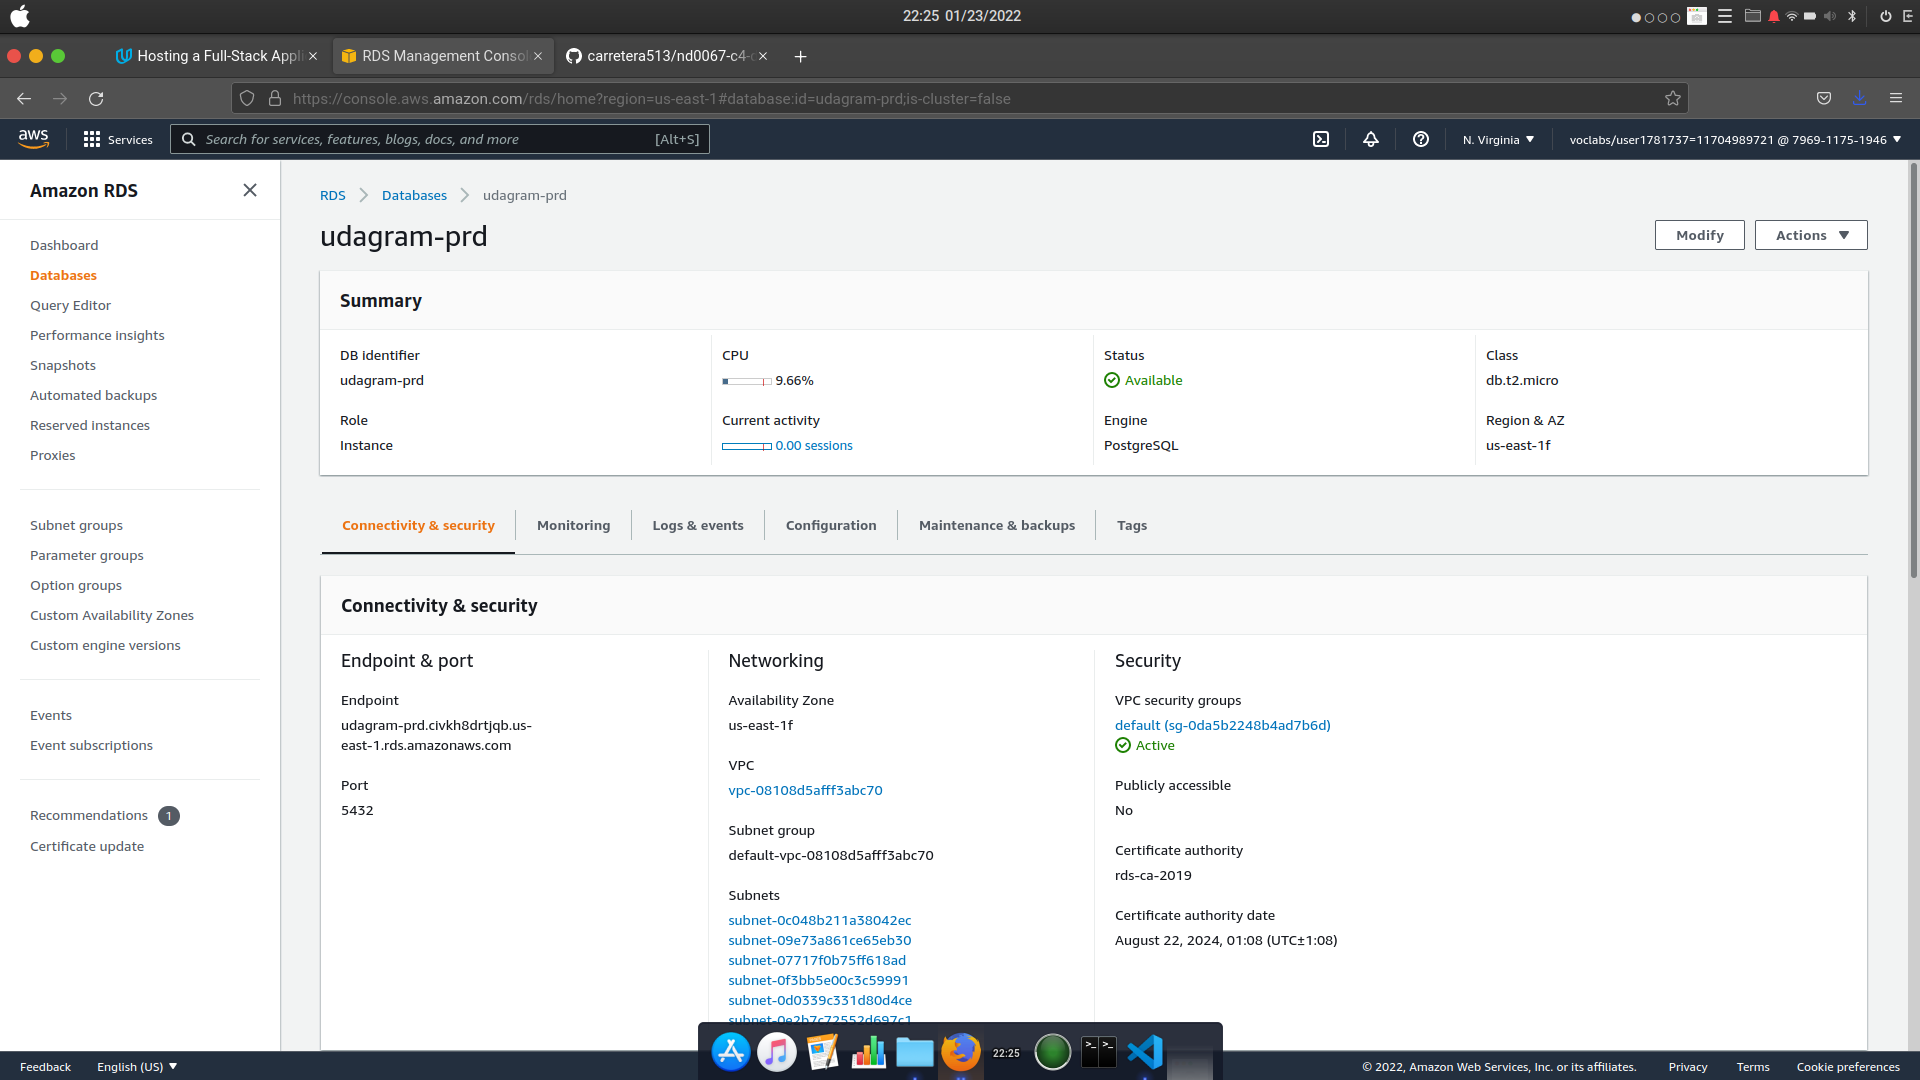 22:25 01/23/2022
Hosting a Full-Stack Appli
RDS Management Consol
carretera513/nd0067-c4-
https://console.aws.amazon.com/rds/home?region=us-east-1#database:id=udagram-prd;is-cluster=false
aws
Services
Search for services, features, blogs, docs, and more
[Alt+S]
N. Virginia
voclabs/user1781737=11704989721 @ 7969-1175-1946
Amazon RDS
Dashboard
Databases
Query Editor
Performance insights
Snapshots
Automated backups
Reserved instances
Proxies
Subnet groups
Parameter groups
Option groups
Custom Availability Zones
Custom engine versions
Events
Event subscriptions
Recommendations 1
Certificate update
RDS
Databases
udagram-prd
udagram-prd
Modify
Actions
Summary
DB identifier
udagram-prd
CPU
9.66%
Status
Available
Class
db.t2.micro
Role
Instance
Current activity
0.00 sessions
Engine
PostgreSQL
Region & AZ
us-east-1f
Connectivity & security
Monitoring
Logs & events
Configuration
Maintenance & backups
Tags
Connectivity & security
Endpoint & port
Endpoint
udagram-prd.civkh8drtjqb.us-
east-1.rds.amazonaws.com
Port
5432
Networking
Availability Zone
us-east-1f
VPC
vpc-08108d5afff3abc70
Subnet group
default-vpc-08108d5afff3abc70
Subnets
subnet-0c048b211a38042ec
subnet-09e73a861ce65eb30
subnet-07717f0b75ff618ad
subnet-0f3bb5e00c3c59991
subnet-0d0339c331d80d4ce
subnet-0e2b7c72552d697c1
Security
VPC security groups
default (sg-0da5b2248b4ad7b6d)
Active
Publicly accessible
No
Certificate authority
rds-ca-2019
Certificate authority date
August 22, 2024, 01:08 (UTC±1:08)
22:25
Feedback
English (US)
© 2022, Amazon Web Services, Inc. or its affiliates.
Privacy
Terms
Cookie preferences